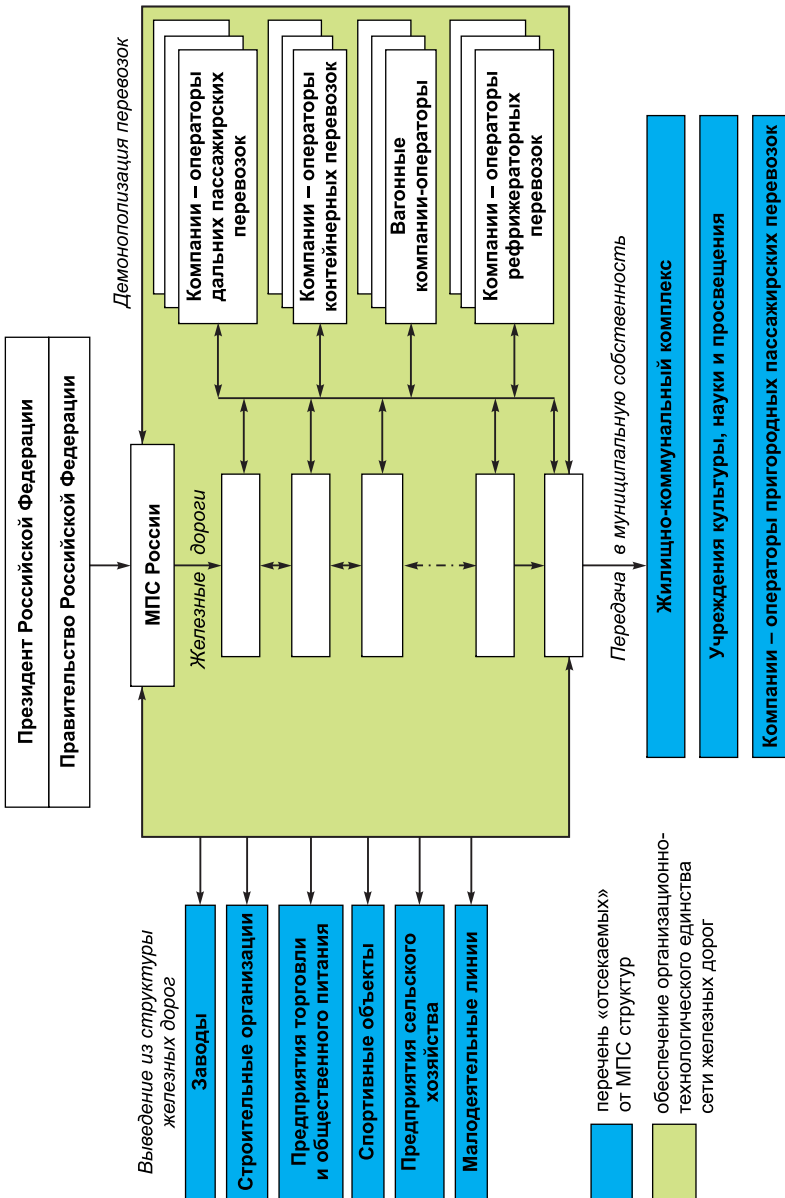 Президент Российской Федерации
Правительство Российской Федерации
МПС России
Выведение из структуры
железных дорог
Заводы
Строительные организации
Предприятия торговли
и общественного питания
Спортивные объекты
Предприятия сельского
хозяйства
Малодеятельные линии
Железные дороги
Демонополизация перевозок
Компании – операторы
дальних пассажирских
перевозок
Компании – операторы
контейнерных перевозок
Вагонные
компании-операторы
Компании – операторы
рефрижераторных
перевозок
Передача в муниципальную собственность
Жилищно-коммунальный комплекс
Учреждения культуры, науки и просвещения
Компании – операторы пригородных пассажирских перевозок
перечень «отсекаемых»
от МПС структур
обеспечение организационно-
технологического единства
сети железных дорог